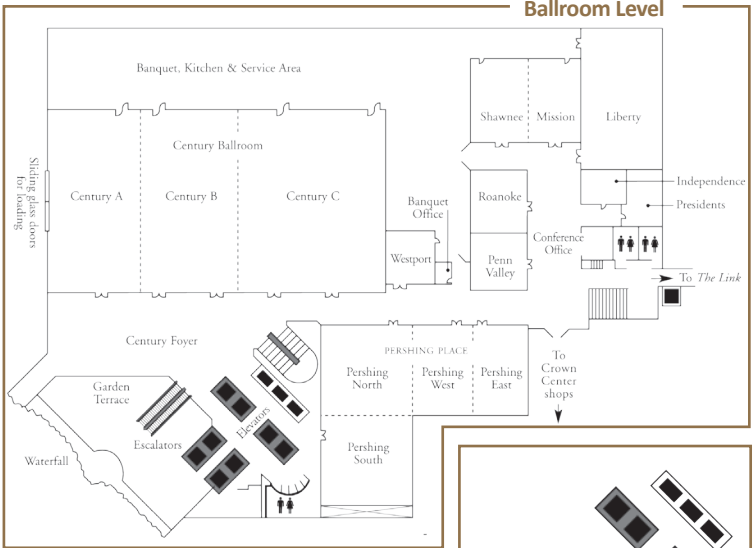 Ballroom Level
Banquet, Kitchen & Service Area
Shawnee
Mission
Liberty
Century Ballroom
Sliding glass doors
for loading
Century A
Century B
Century C
Roanoke
Independence
Presidents
Banquet
Office
Conference
Office
Westport
Penn
Valley
To The Link
Century Foyer
PERSHING PLACE
To
Crown
Center
shops
Pershing
North
Pershing
West
Pershing
East
Garden
Terrace
Elevators
Escalators
Waterfall
Pershing
South